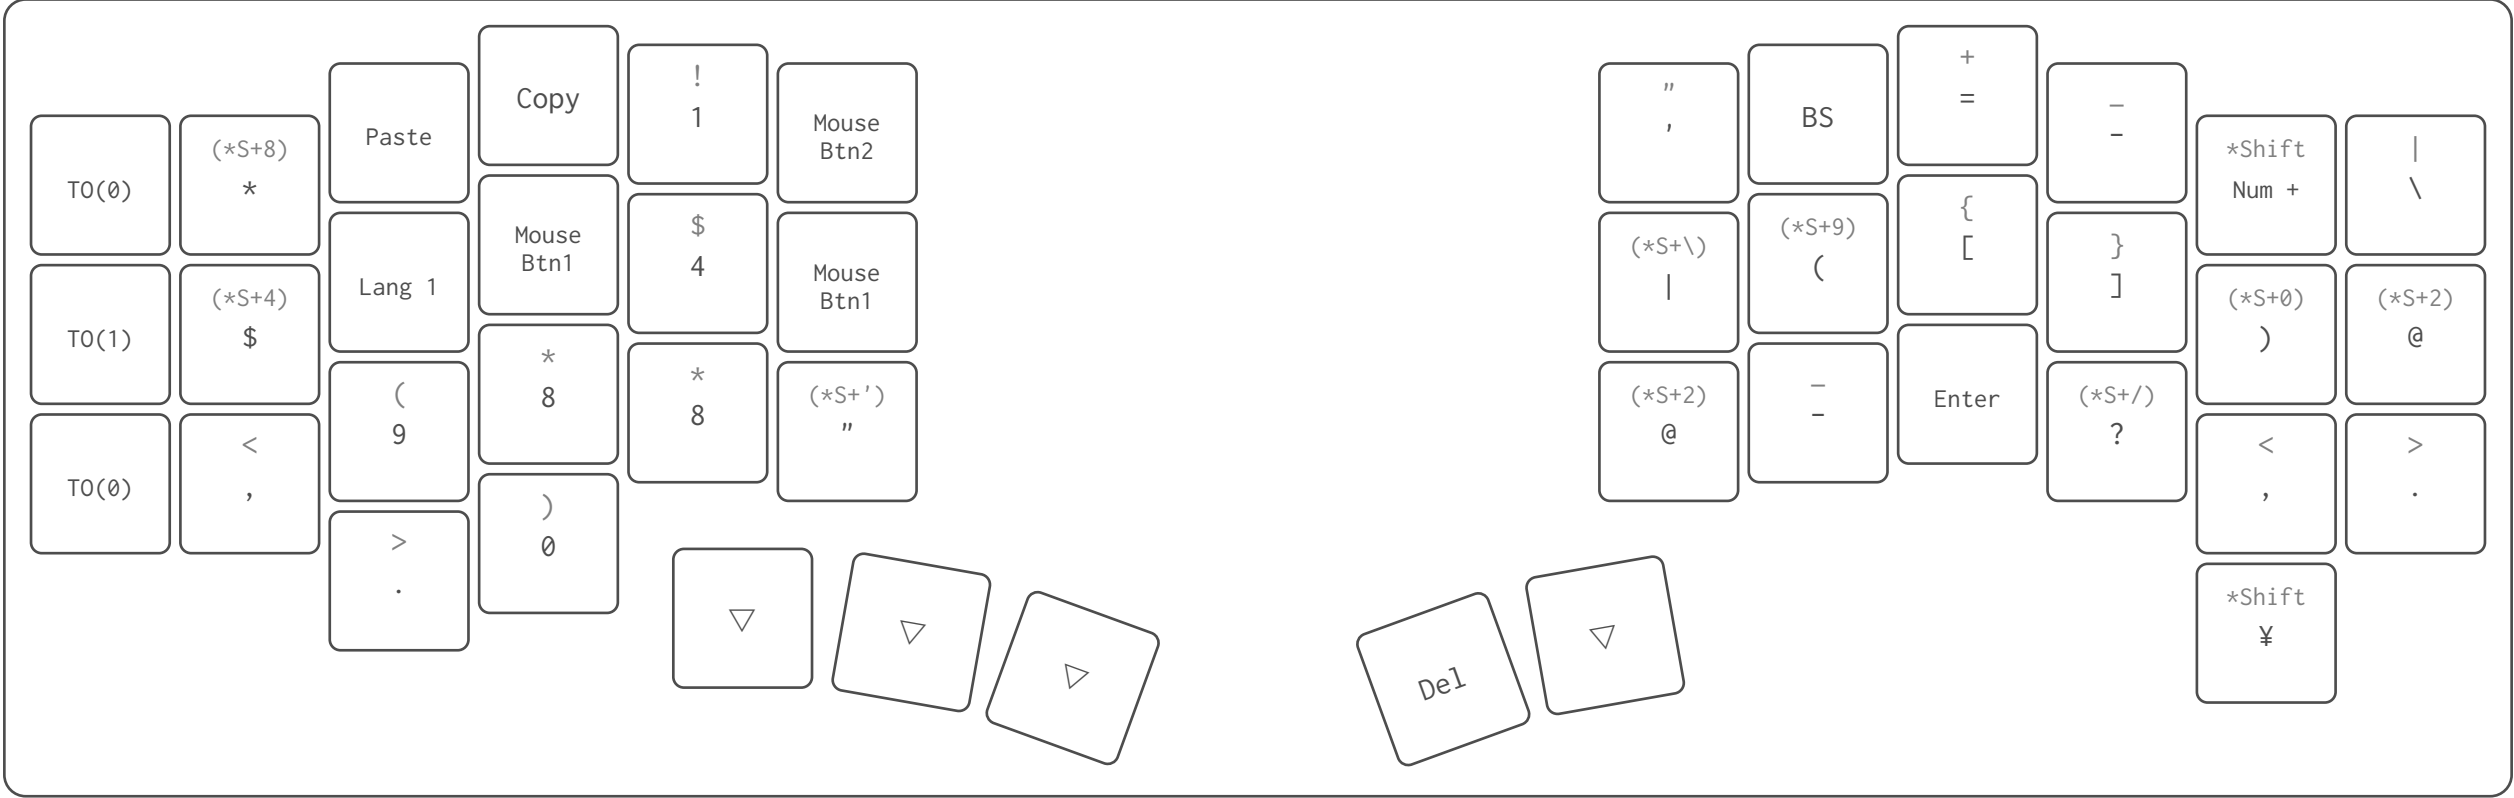 TO(0)
(*S+8)
*
Paste
Copy
!
1
Mouse
Btn2
"
'
BS
+
=
_
-
*Shift
Num +
|
\
TO(1)
(*S+4)
$
Lang 1
Mouse
Btn1
$
4
Mouse
Btn1
(*S+\)
|
(*S+9)
(
{
[
}
]
(*S+0)
)
(*S+2)
@
TO(0)
<
,
(
9
*
8
*
8
(*S+')
"
(*S+2)
@
_
-
Enter
(*S+/)
?
<
,
>
.
>
.
)
0
▽
▽
▽
Del
▽
*Shift
¥